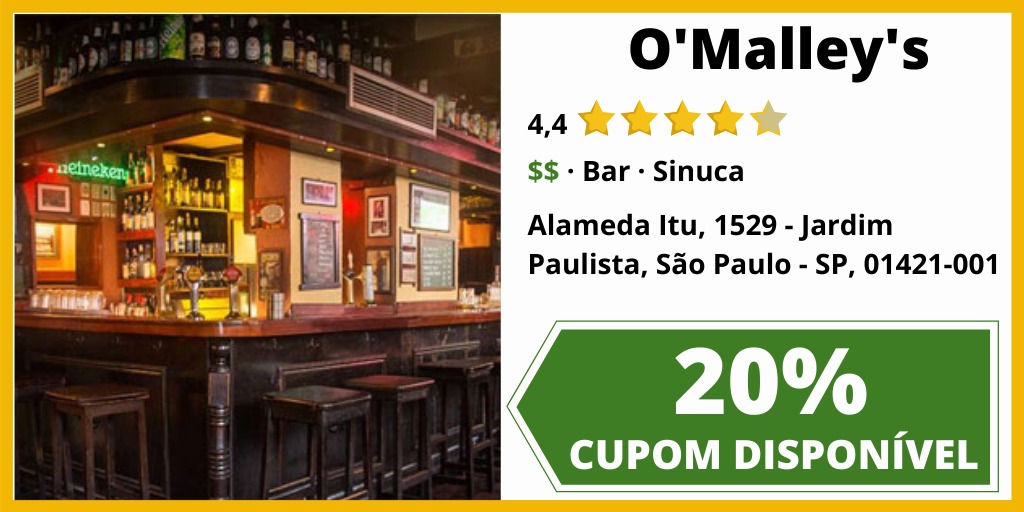 Heineken
O'Malley's
4,4
$$ · Bar · Sinuca
Alameda Itu, 1529 - Jardim
Paulista, São Paulo - SP, 01421-001
20%
CUPOM DISPONÍVEL